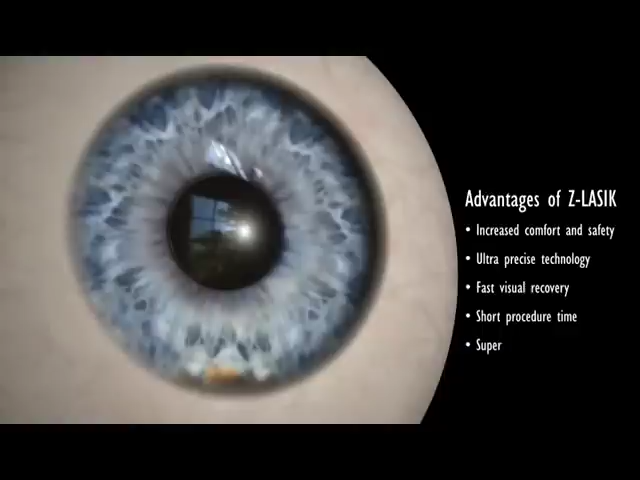 Advantages of Z-LASIK
• Increased comfort and safety
• Ultra precise technology
• Fast visual recovery
• Short procedure time
• Super